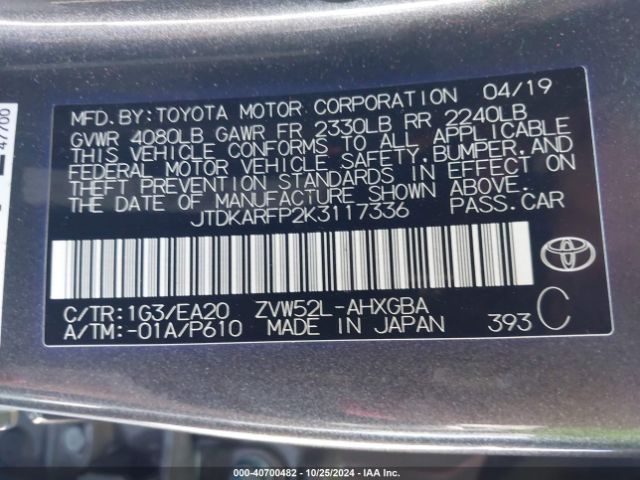 MFD. BY: TOYOTA MOTOR CORPORATION 04/19
GVWR 4080LB GAWR FR 2330LB RR 2240LB
THIS VEHICLE CONFORMS TO ALL APPLICABLE
FEDERAL MOTOR VEHICLE SAFETY, BUMPER, AND
THEFT PREVENTION STANDARDS IN EFFECT ON
THE DATE OF MANUFACTURE SHOWN ABOVE.
JTDKARFP2K3117336 PASS.CAR
C/TR:1G3/EA20 ZVW52L-AHXGBA
A/TM:-01A/P610 MADE IN JAPAN 393 C
47700
000-40700482 - 10/25/2024 - IAA Inc.